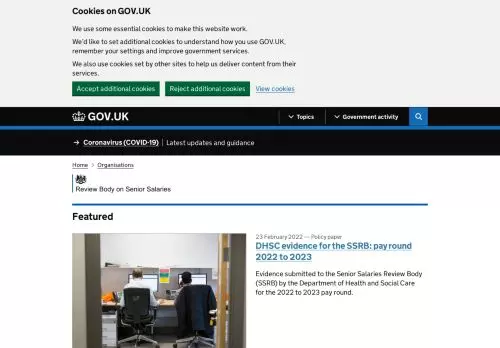 Cookies on GOV.UK
We use some essential cookies to make this website work.
We'd like to set additional cookies to understand how you use GOV.UK,
remember your settings and improve government services.
We also use cookies set by other sites to help us deliver content from their
services.
Accept additional cookies
Reject additional cookies
View cookies
GOV.UK
Topics
Government activity
Coronavirus (COVID-19)
Latest updates and guidance
Home
Organisations
Review Body on Senior Salaries
Featured
23 February 2022 — Policy paper
DHSC evidence for the SSRB: pay round
2022 to 2023
Evidence submitted to the Senior Salaries Review Body
(SSRB) by the Department of Health and Social Care
for the 2022 to 2023 pay round.